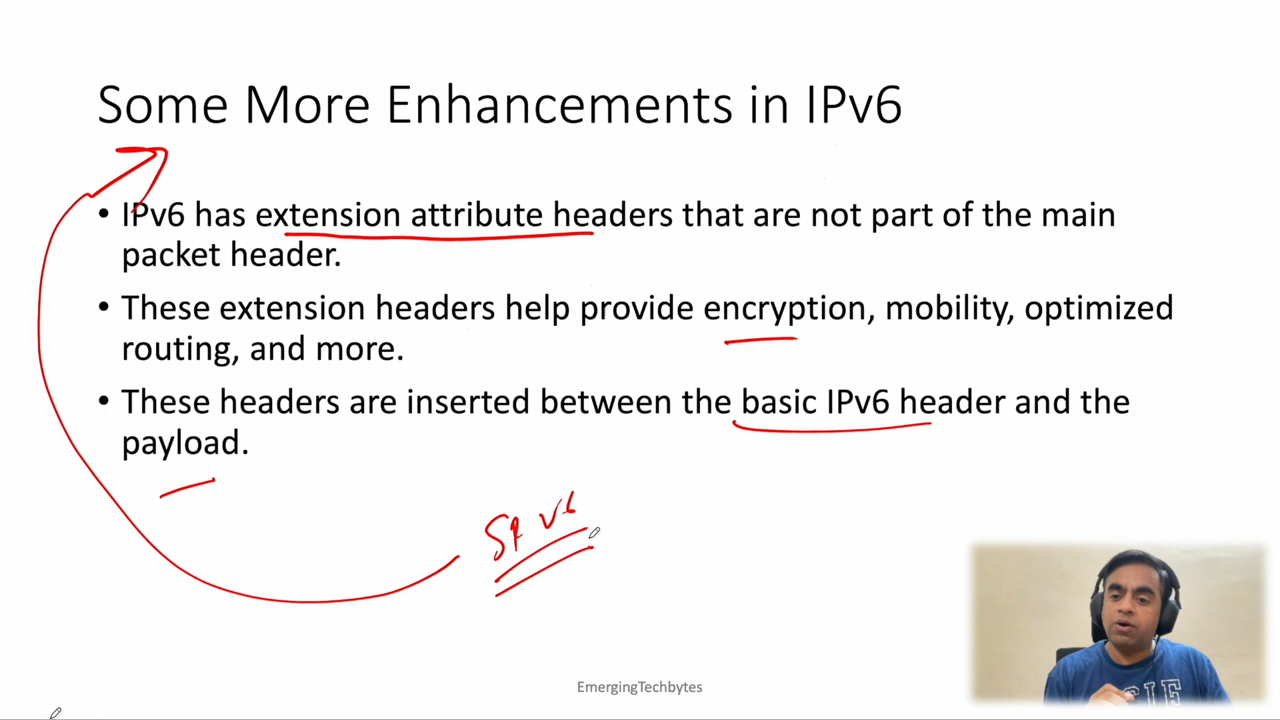 Some More Enhancements in IPv6
• IPv6 has extension attribute headers that are not part of the main
packet header.
• These extension headers help provide encryption, mobility, optimized
routing, and more.
• These headers are inserted between the basic IPv6 header and the
payload.
SR v6
EmergingTechbytes